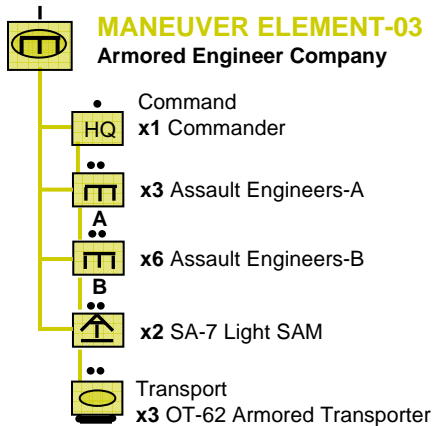 MANEUVER ELEMENT-03
Armored Engineer Company
Command
HQ
x1 Commander
x3 Assault Engineers-A
A
x6 Assault Engineers-B
B
x2 SA-7 Light SAM
Transport
x3 OT-62 Armored Transporter